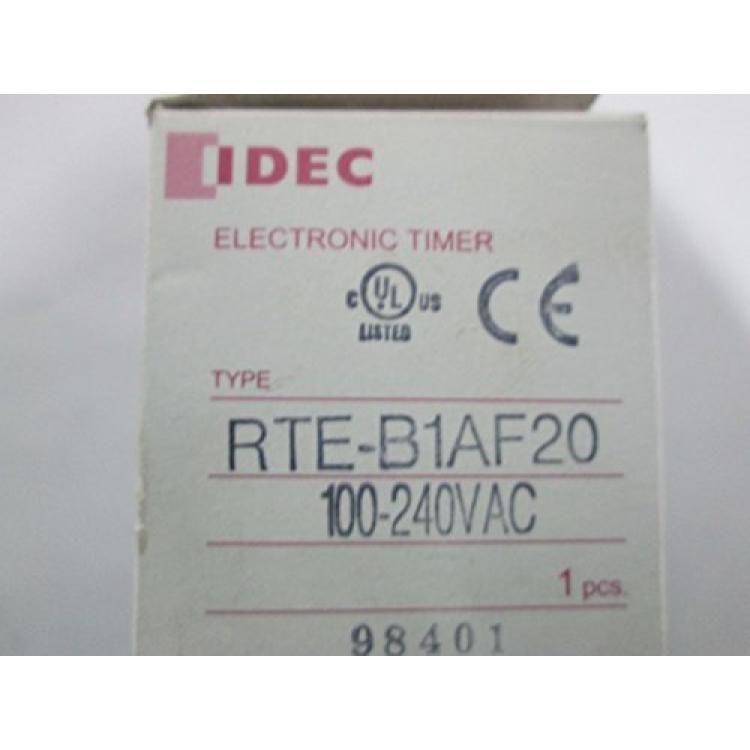 IDEC
ELECTRONIC TIMER
C UL US CE
LISTED
TYPE
RTE-B1AF20
100-240VAC
1 pcs.
98401